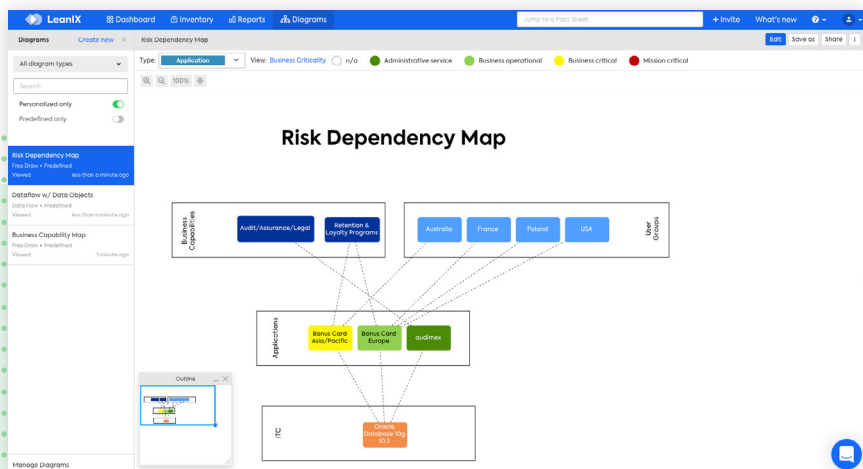 LeanIX
Dashboard
Inventory
Reports
Diagrams
Jump to a Fact Sheet
+ Invite
What's new
Diagrams
Create new
Risk Dependency Map
Edit
Save as
Share
All diagram types
Search
Personalized only
Predefined only
Type:
Application
View: Business Criticality
n/a
Administrative service
Business operational
Business critical
Mission critical
100%
Risk Dependency Map
Free Draw • Predefined
Viewed less than a minute ago
Dataflow w/ Data Objects
Data Flow • Predefined
Viewed less than a minute ago
Business Capability Map
Free Draw • Predefined
Viewed 1 minute ago
Manage Diagrams
Risk Dependency Map
Business
Capabilities
Audit/Assurance/Legal
Retention &
Loyalty Programs
Australia
France
Poland
USA
User
Groups
Applications
Bonus Card
Asia/Pacific
Bonus Card
Europe
audimex
ITC
Oracle
Database 10g
10.2
Outline